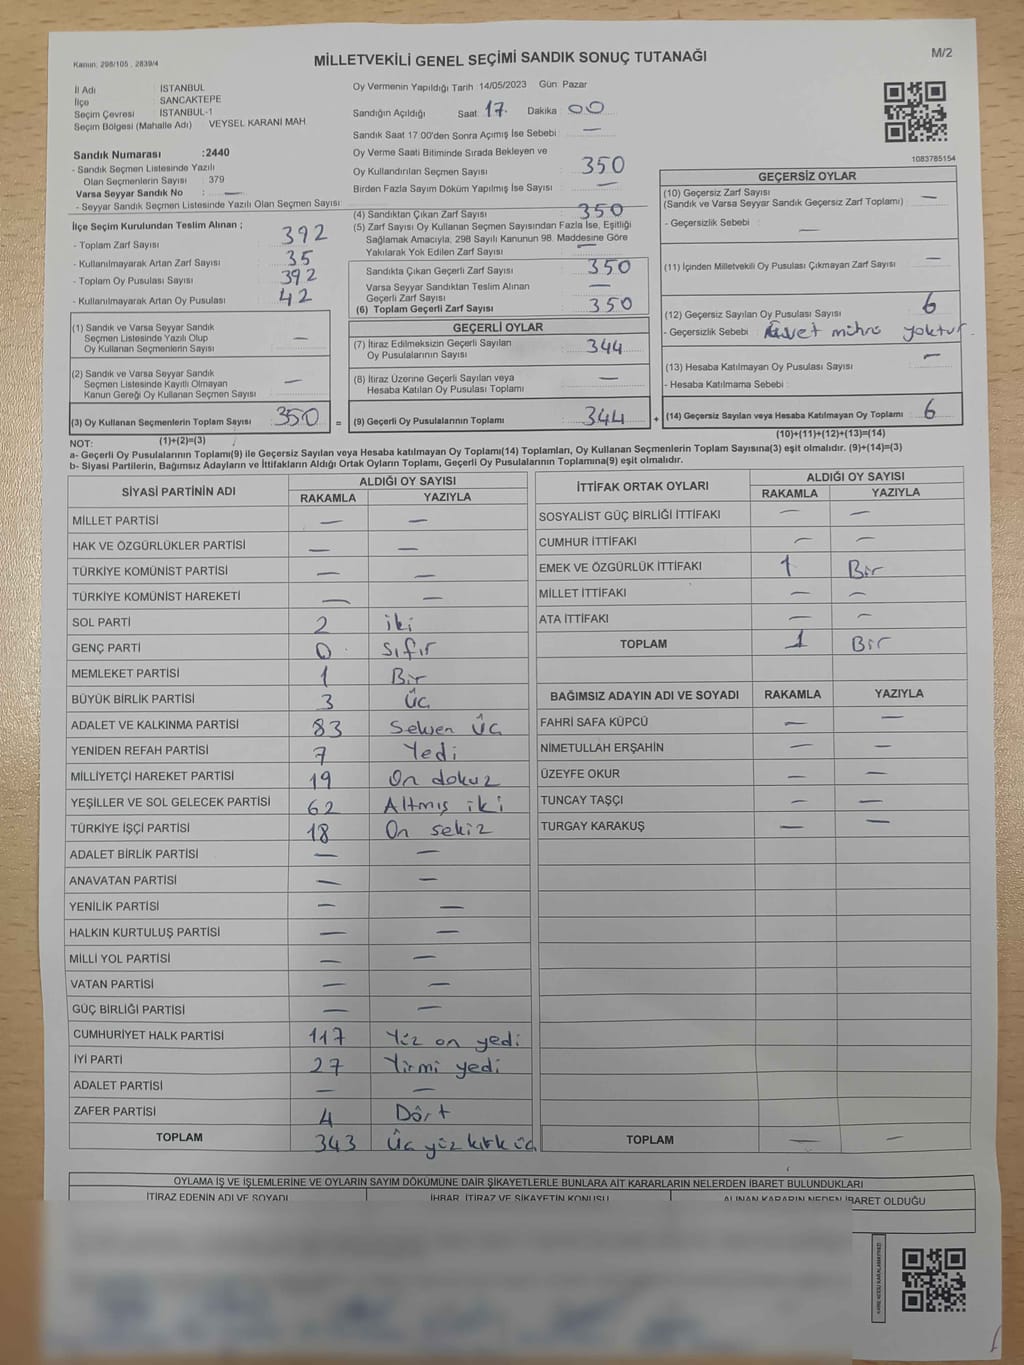 Kanun: 298/105 , 2839/4
MİLLETVEKİLİ GENEL SEÇİMİ SANDIK SONUÇ TUTANAĞI
M/2
İl Adı İSTANBUL
İlçe SANCAKTEPE
Seçim Çevresi İSTANBUL-1
Seçim Bölgesi (Mahalle Adı) VEYSEL KARANİ MAH.
Sandık Numarası :2440
- Sandık Seçmen Listesinde Yazılı
Olan Seçmenlerin Sayısı : 379
Varsa Seyyar Sandık No : —
- Seyyar Sandık Seçmen Listesinde Yazılı Olan Seçmen Sayısı:
Oy Vermenin Yapıldığı Tarih :14/05/2023 Gün: Pazar
Sandığın Açıldığı Saat: 17. Dakika: 00
Sandık Saat 17:00'den Sonra Açımış İse Sebebi : —
Oy Verme Saati Bitiminde Sırada Bekleyen ve
Oy Kullandırılan Seçmen Sayısı : 350
Birden Fazla Sayım Döküm Yapılmış İse Sayısı : —
1083785154
İlçe Seçim Kurulundan Teslim Alınan ;
- Toplam Zarf Sayısı : 392
- Kullanılmayarak Artan Zarf Sayısı : 35
- Toplam Oy Pusulası Sayısı : 392
- Kullanılmayarak Artan Oy Pusulası : 42
(1) Sandık ve Varsa Seyyar Sandık
Seçmen Listesinde Yazılı Olup
Oy Kullanan Seçmenlerin Sayısı : —
(2) Sandık ve Varsa Seyyar Sandık
Seçmen Listesinde Kayıtlı Olmayan
Kanun Gereği Oy Kullanan Seçmen Sayısı : —
(3) Oy Kullanan Seçmenlerin Toplam Sayısı : 350 =
(1)+(2)=(3)
(4) Sandıktan Çıkan Zarf Sayısı : 350
(5) Zarf Sayısı Oy Kullanan Seçmen Sayısından Fazla İse, Eşitliği
Sağlamak Amacıyla, 298 Sayılı Kanunun 98. Maddesine Göre
Yakılarak Yok Edilen Zarf Sayısı : —
Sandıkta Çıkan Geçerli Zarf Sayısı : 350
Varsa Seyyar Sandıktan Teslim Alınan
Geçerli Zarf Sayısı : —
(6) Toplam Geçerli Zarf Sayısı : 350
GEÇERLİ OYLAR
(7) İtiraz Edilmeksizin Geçerli Sayılan
Oy Pusulalarının Sayısı : 344
(8) İtiraz Üzerine Geçerli Sayılan veya
Hesaba Katılan Oy Pusulası Toplamı : —
(9) Geçerli Oy Pusulalarının Toplamı : 344 +
GEÇERSİZ OYLAR
(10) Geçersiz Zarf Sayısı
(Sandık ve Varsa Seyyar Sandık Geçersiz Zarf Toplamı) : —
- Geçersizlik Sebebi : —
(11) İçinden Milletvekili Oy Pusulası Çıkmayan Zarf Sayısı : —
(12) Geçersiz Sayılan Oy Pusulası Sayısı : 6
- Geçersizlik Sebebi : mührü yoktur.
(13) Hesaba Katılmayan Oy Pusulası Sayısı : —
- Hesaba Katılmama Sebebi :
(14) Geçersiz Sayılan veya Hesaba Katılmayan Oy Toplamı : 6
(10)+(11)+(12)+(13)=(14)
NOT:
a- Geçerli Oy Pusulalarının Toplamı(9) ile Geçersiz Sayılan veya Hesaba katılmayan Oy Toplamı(14) Toplamları, Oy Kullanan Seçmenlerin Toplam Sayısına(3) eşit olmalıdır. (9)+(14)=(3)
b- Siyasi Partilerin, Bağımsız Adayların ve İttifakların Aldığı Ortak Oyların Toplamı, Geçerli Oy Pusulalarının Toplamına(9) eşit olmalıdır.
SİYASİ PARTİNİN ADI ALDIĞI OY SAYISI
RAKAMLA YAZIYLA
MİLLET PARTİSİ — —
HAK VE ÖZGÜRLÜKLER PARTİSİ — —
TÜRKİYE KOMÜNİST PARTİSİ — —
TÜRKİYE KOMÜNİST HAREKETİ — —
SOL PARTİ 2 iki
GENÇ PARTİ 0 sıfır
MEMLEKET PARTİSİ 1 Bir
BÜYÜK BİRLİK PARTİSİ 3 Üç
ADALET VE KALKINMA PARTİSİ 83 Seksen Üç
YENİDEN REFAH PARTİSİ 7 Yedi
MİLLİYETÇİ HAREKET PARTİSİ 19 On dokuz
YEŞİLLER VE SOL GELECEK PARTİSİ 62 Altmış iki
TÜRKİYE İŞÇİ PARTİSİ 18 On sekiz
ADALET BİRLİK PARTİSİ — —
ANAVATAN PARTİSİ — —
YENİLİK PARTİSİ — —
HALKIN KURTULUŞ PARTİSİ — —
MİLLİ YOL PARTİSİ — —
VATAN PARTİSİ — —
GÜÇ BİRLİĞİ PARTİSİ — —
CUMHURİYET HALK PARTİSİ 117 Yüz on yedi
İYİ PARTİ 27 Yirmi yedi
ADALET PARTİSİ — —
ZAFER PARTİSİ 4 Dört
TOPLAM 343 Üç yüz kırk üç
İTTİFAK ORTAK OYLARI ALDIĞI OY SAYISI
RAKAMLA YAZIYLA
SOSYALİST GÜÇ BİRLİĞİ İTTİFAKI — —
CUMHUR İTTİFAKI — —
EMEK VE ÖZGÜRLÜK İTTİFAKI 1 Bir
MİLLET İTTİFAKI — —
ATA İTTİFAKI — —
TOPLAM 1 Bir
BAĞIMSIZ ADAYIN ADI VE SOYADI RAKAMLA YAZIYLA
FAHRİ SAFA KÜPCÜ — —
NİMETULLAH ERŞAHİN — —
ÜZEYFE OKUR — —
TUNCAY TAŞÇI — —
TURGAY KARAKUŞ — —
TOPLAM — —
OYLAMA İŞ VE İŞLEMLERİNE VE OYLARIN SAYIM DÖKÜMÜNE DAİR ŞİKAYETLERLE BUNLARA AİT KARARLARIN NELERDEN İBARET BULUNDUKLARI
İTİRAZ EDENİN ADI VE SOYADI İHBAR, İTİRAZ VE ŞİKAYETİN KONUSU ALINAN KARARIN NEDEN İBARET OLDUĞU